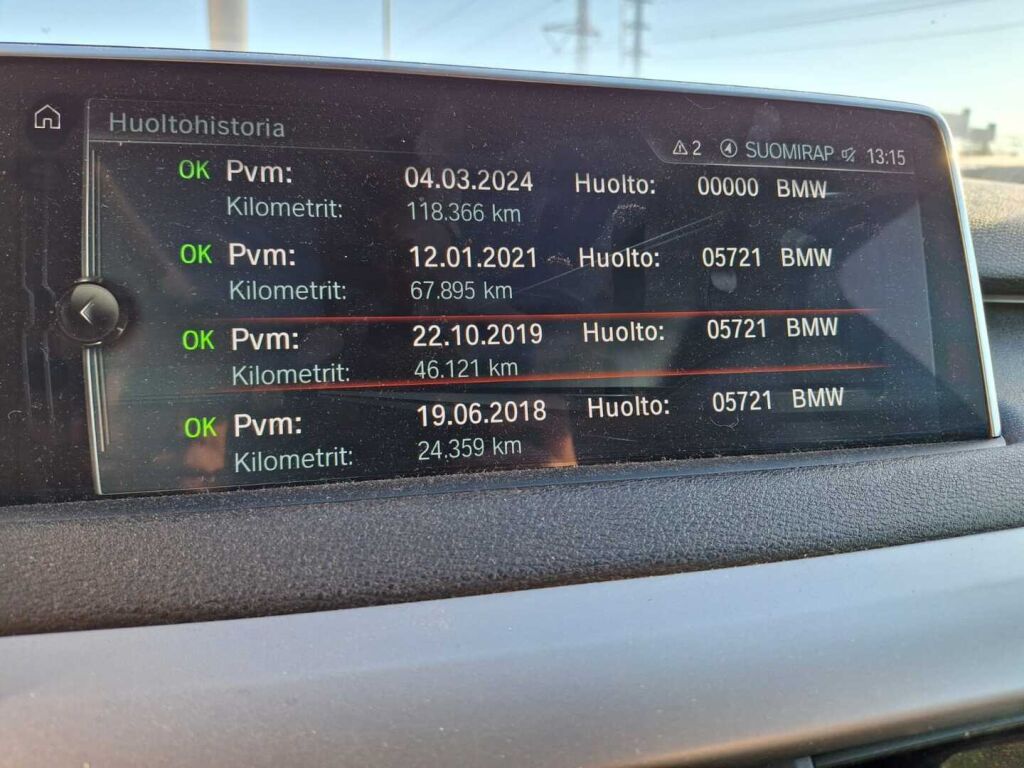 Huoltohistoria
2 SUOMIRAP 13:15
OK Pvm: 04.03.2024 Huolto: 00000 BMW
Kilometrit: 118.366 km
OK Pvm: 12.01.2021 Huolto: 05721 BMW
Kilometrit: 67.895 km
OK Pvm: 22.10.2019 Huolto: 05721 BMW
Kilometrit: 46.121 km
OK Pvm: 19.06.2018 Huolto: 05721 BMW
Kilometrit: 24.359 km